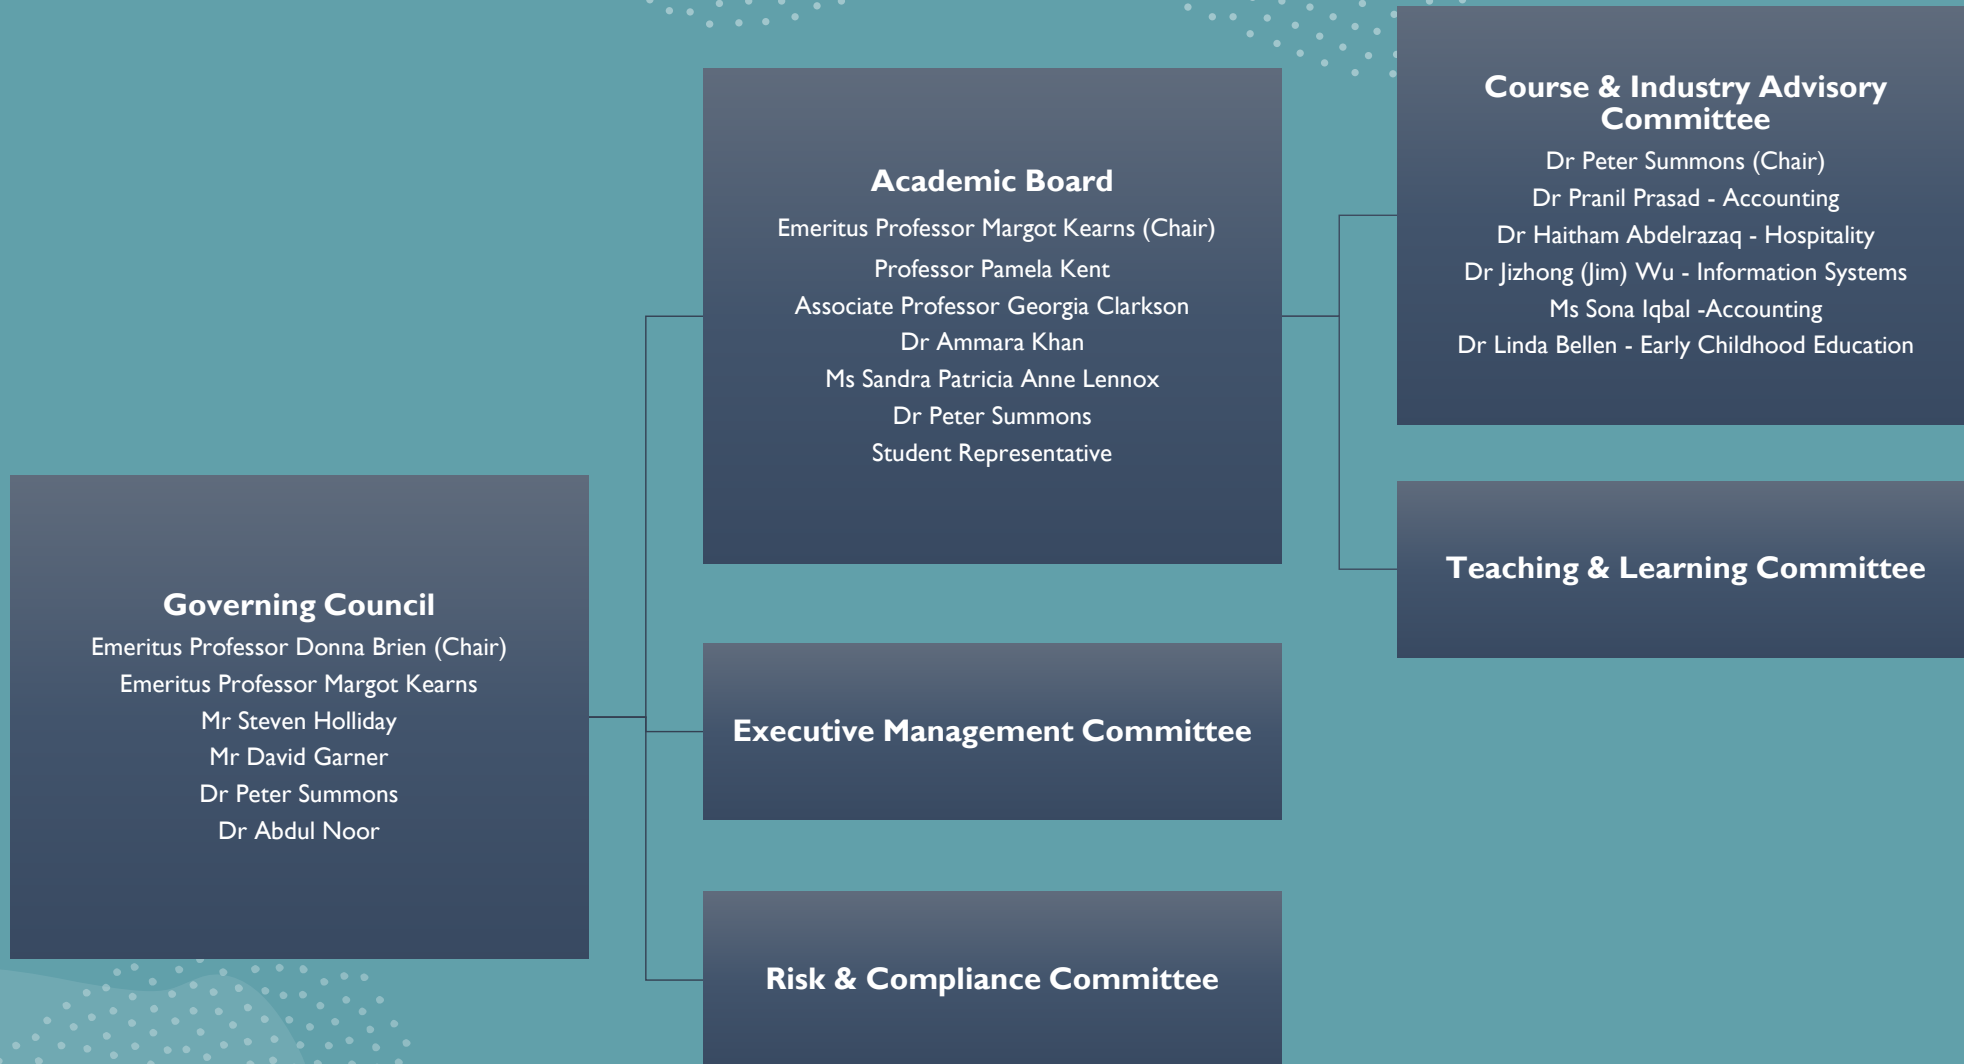 Governing Council
Emeritus Professor Donna Brien (Chair)
Emeritus Professor Margot Kearns
Mr Steven Holliday
Mr David Garner
Dr Peter Summons
Dr Abdul Noor
Academic Board
Emeritus Professor Margot Kearns (Chair)
Professor Pamela Kent
Associate Professor Georgia Clarkson
Dr Ammara Khan
Ms Sandra Patricia Anne Lennox
Dr Peter Summons
Student Representative
Executive Management Committee
Risk & Compliance Committee
Course & Industry Advisory
Committee
Dr Peter Summons (Chair)
Dr Pranil Prasad - Accounting
Dr Haitham Abdelrazaq - Hospitality
Dr Jizhong (Jim) Wu - Information Systems
Ms Sona Iqbal -Accounting
Dr Linda Bellen - Early Childhood Education
Teaching & Learning Committee